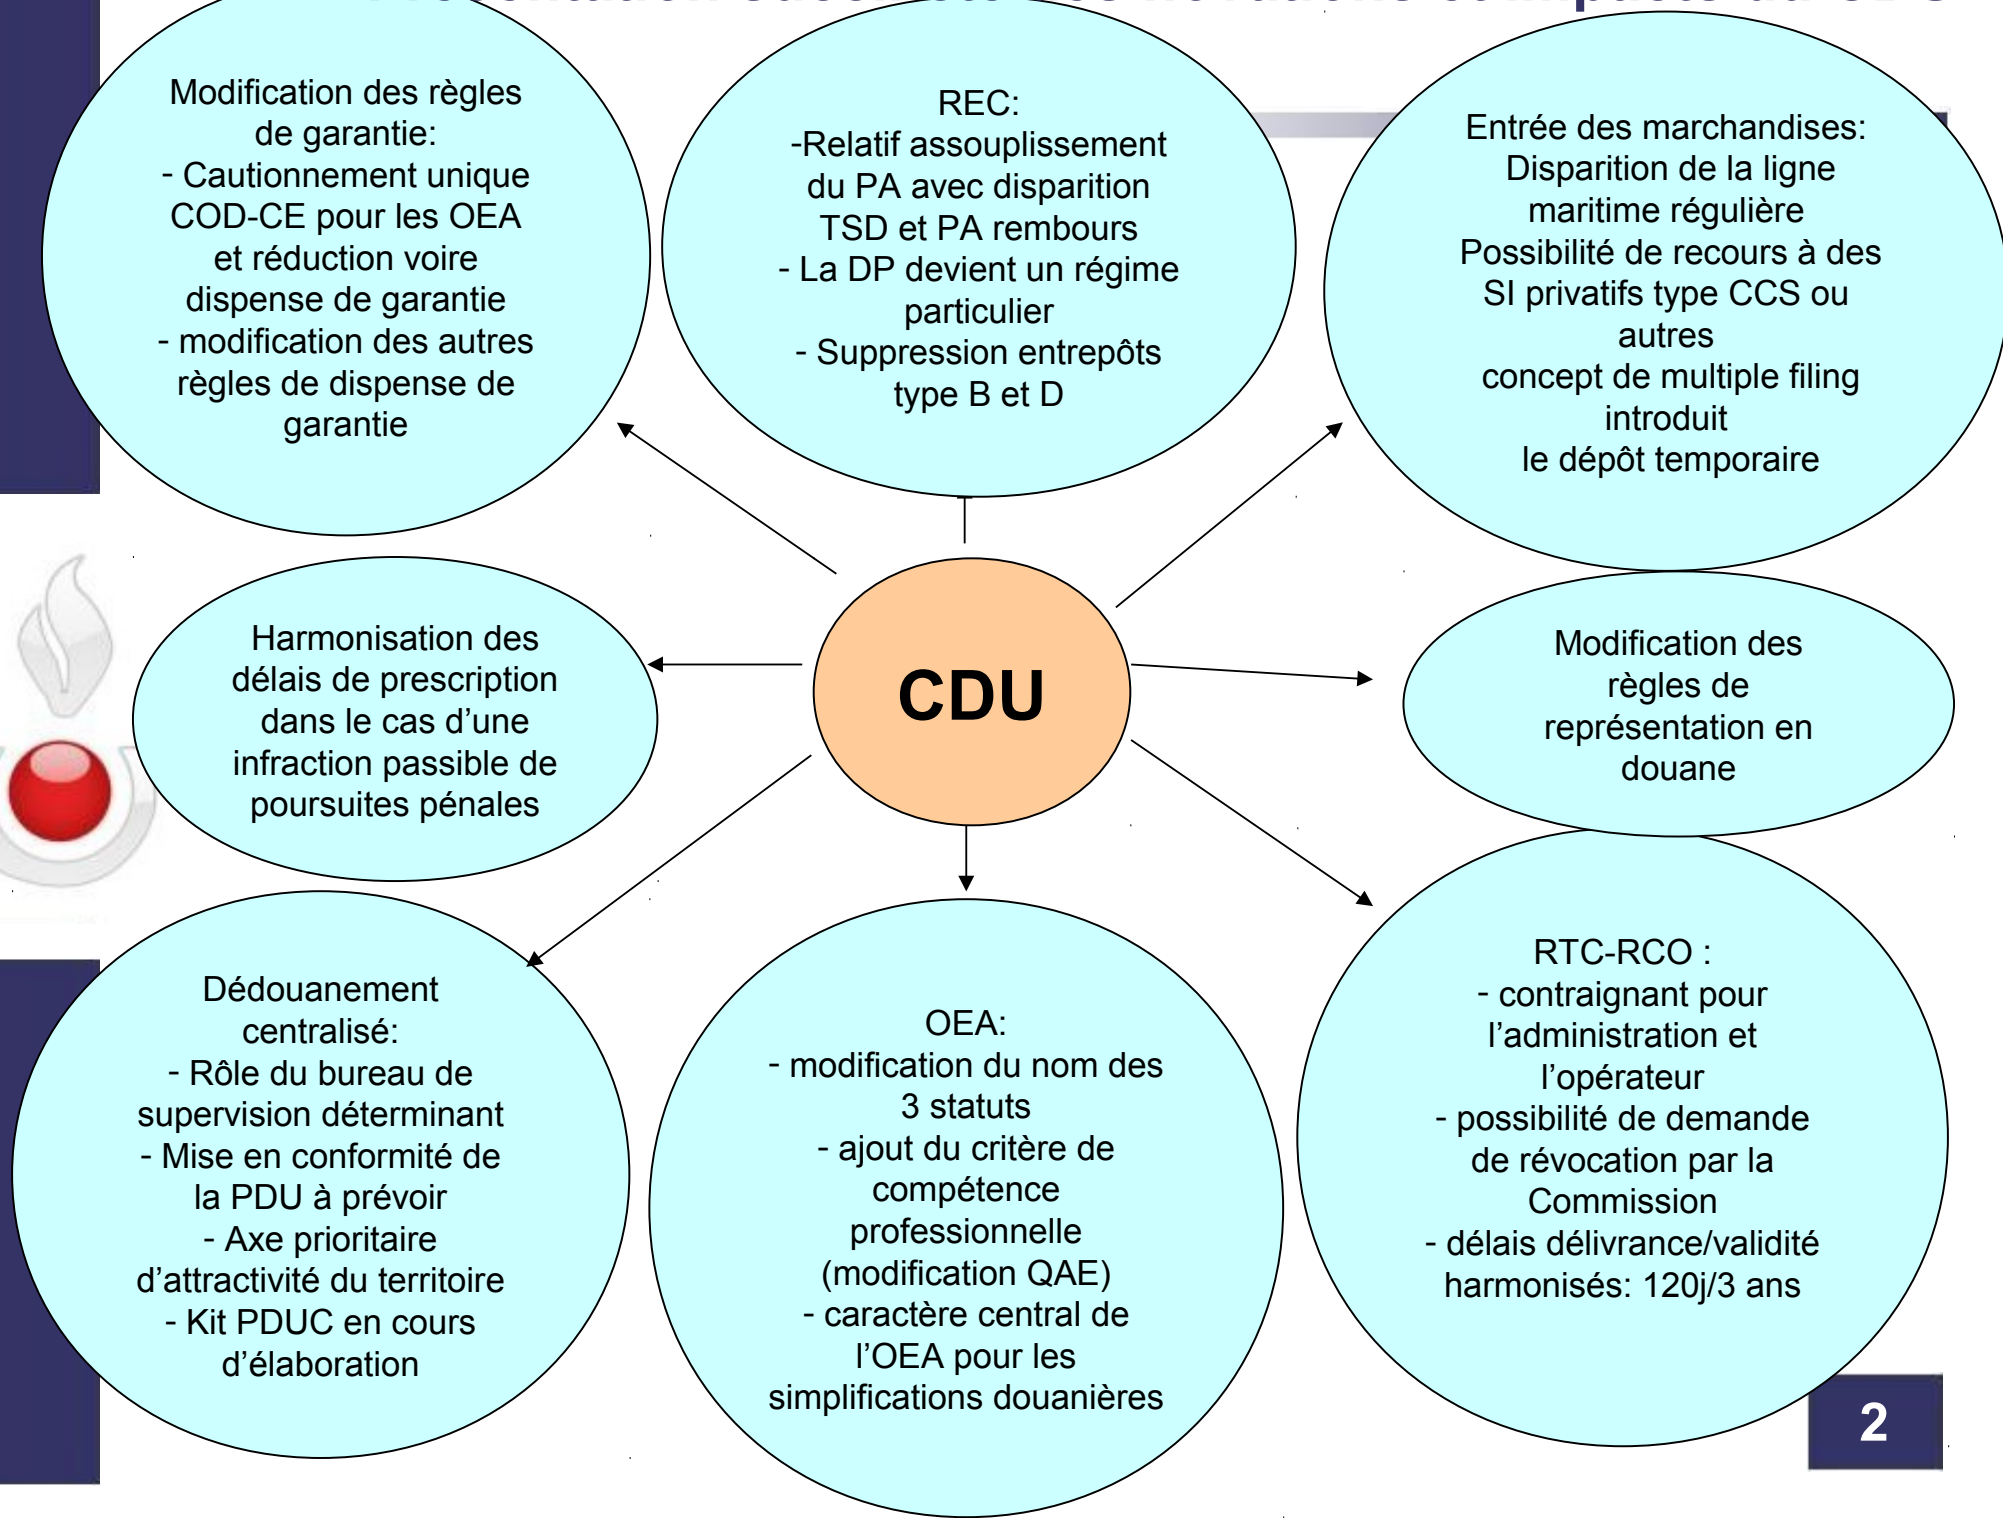 Modification des règles
de garantie:
- Cautionnement unique
COD-CE pour les OEA
et réduction voire
dispense de garantie
- modification des autres
règles de dispense de
garantie
REC:
-Relatif assouplissement
du PA avec disparition
TSD et PA rembours
- La DP devient un régime
particulier
- Suppression entrepôts
type B et D
Entrée des marchandises:
Disparition de la ligne
maritime régulière
Possibilité de recours à des
SI privatifs type CCS ou
autres
concept de multiple filing
introduit
le dépôt temporaire
Harmonisation des
délais de prescription
dans le cas d’une
infraction passible de
poursuites pénales
CDU
Modification des
règles de
représentation en
douane
Dédouanement
centralisé:
- Rôle du bureau de
supervision déterminant
- Mise en conformité de
la PDU à prévoir
- Axe prioritaire
d’attractivité du territoire
- Kit PDUC en cours
d’élaboration
OEA:
- modification du nom des
3 statuts
- ajout du critère de
compétence
professionnelle
(modification QAE)
- caractère central de
l’OEA pour les
simplifications douanières
RTC-RCO :
- contraignant pour
l’administration et
l’opérateur
- possibilité de demande
de révocation par la
Commission
- délais délivrance/validité
harmonisés: 120j/3 ans
2